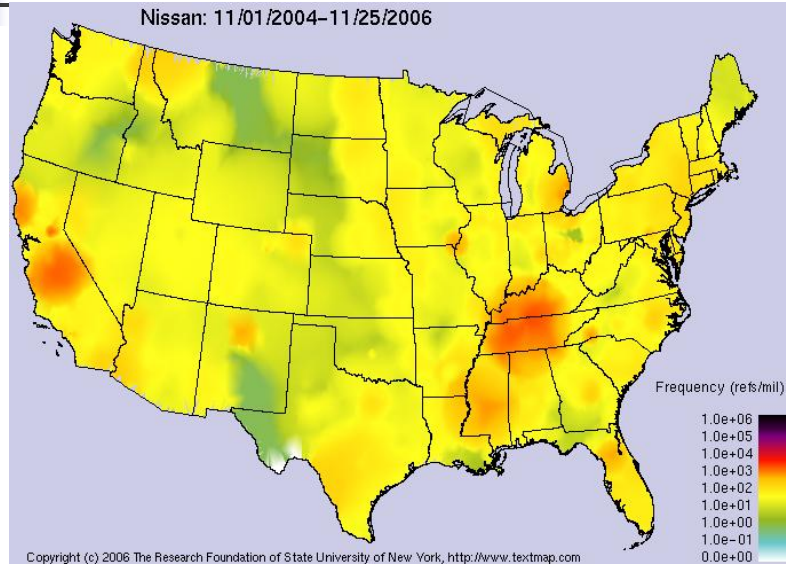 Nissan: 11/01/2004-11/25/2006
Frequency (refs/mil)
1.0e+06
1.0e+05
1.0e+04
1.0e+03
1.0e+02
1.0e+01
1.0e+00
1.0e-01
0.0e+00
Copyright (c) 2006 The Research Foundation of State University of New York, http://www.textmap.com